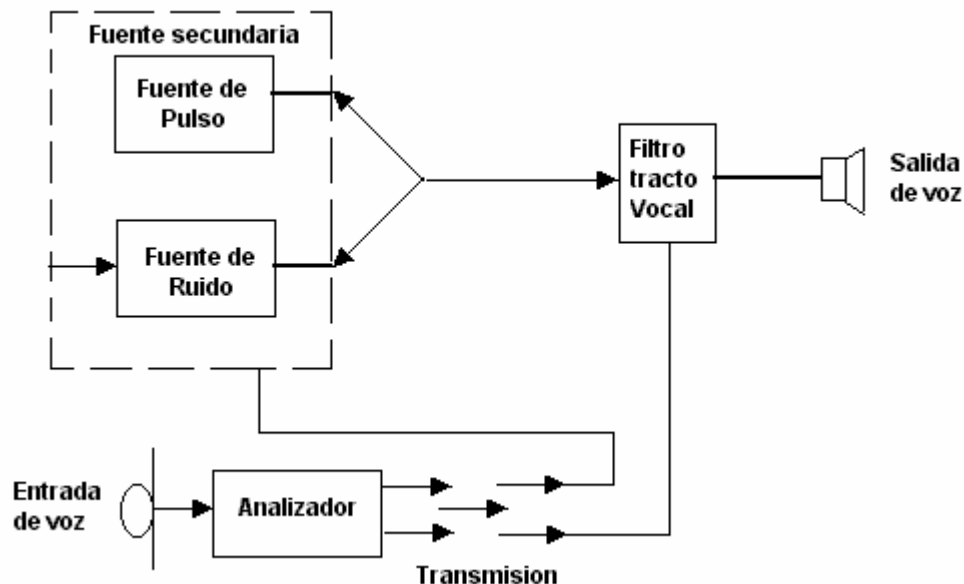 Fuente secundaria
Fuente de
Pulso
Filtro
tracto
Vocal
Salida
de voz
Fuente de
Ruido
Entrada
de voz
Analizador
Transmision